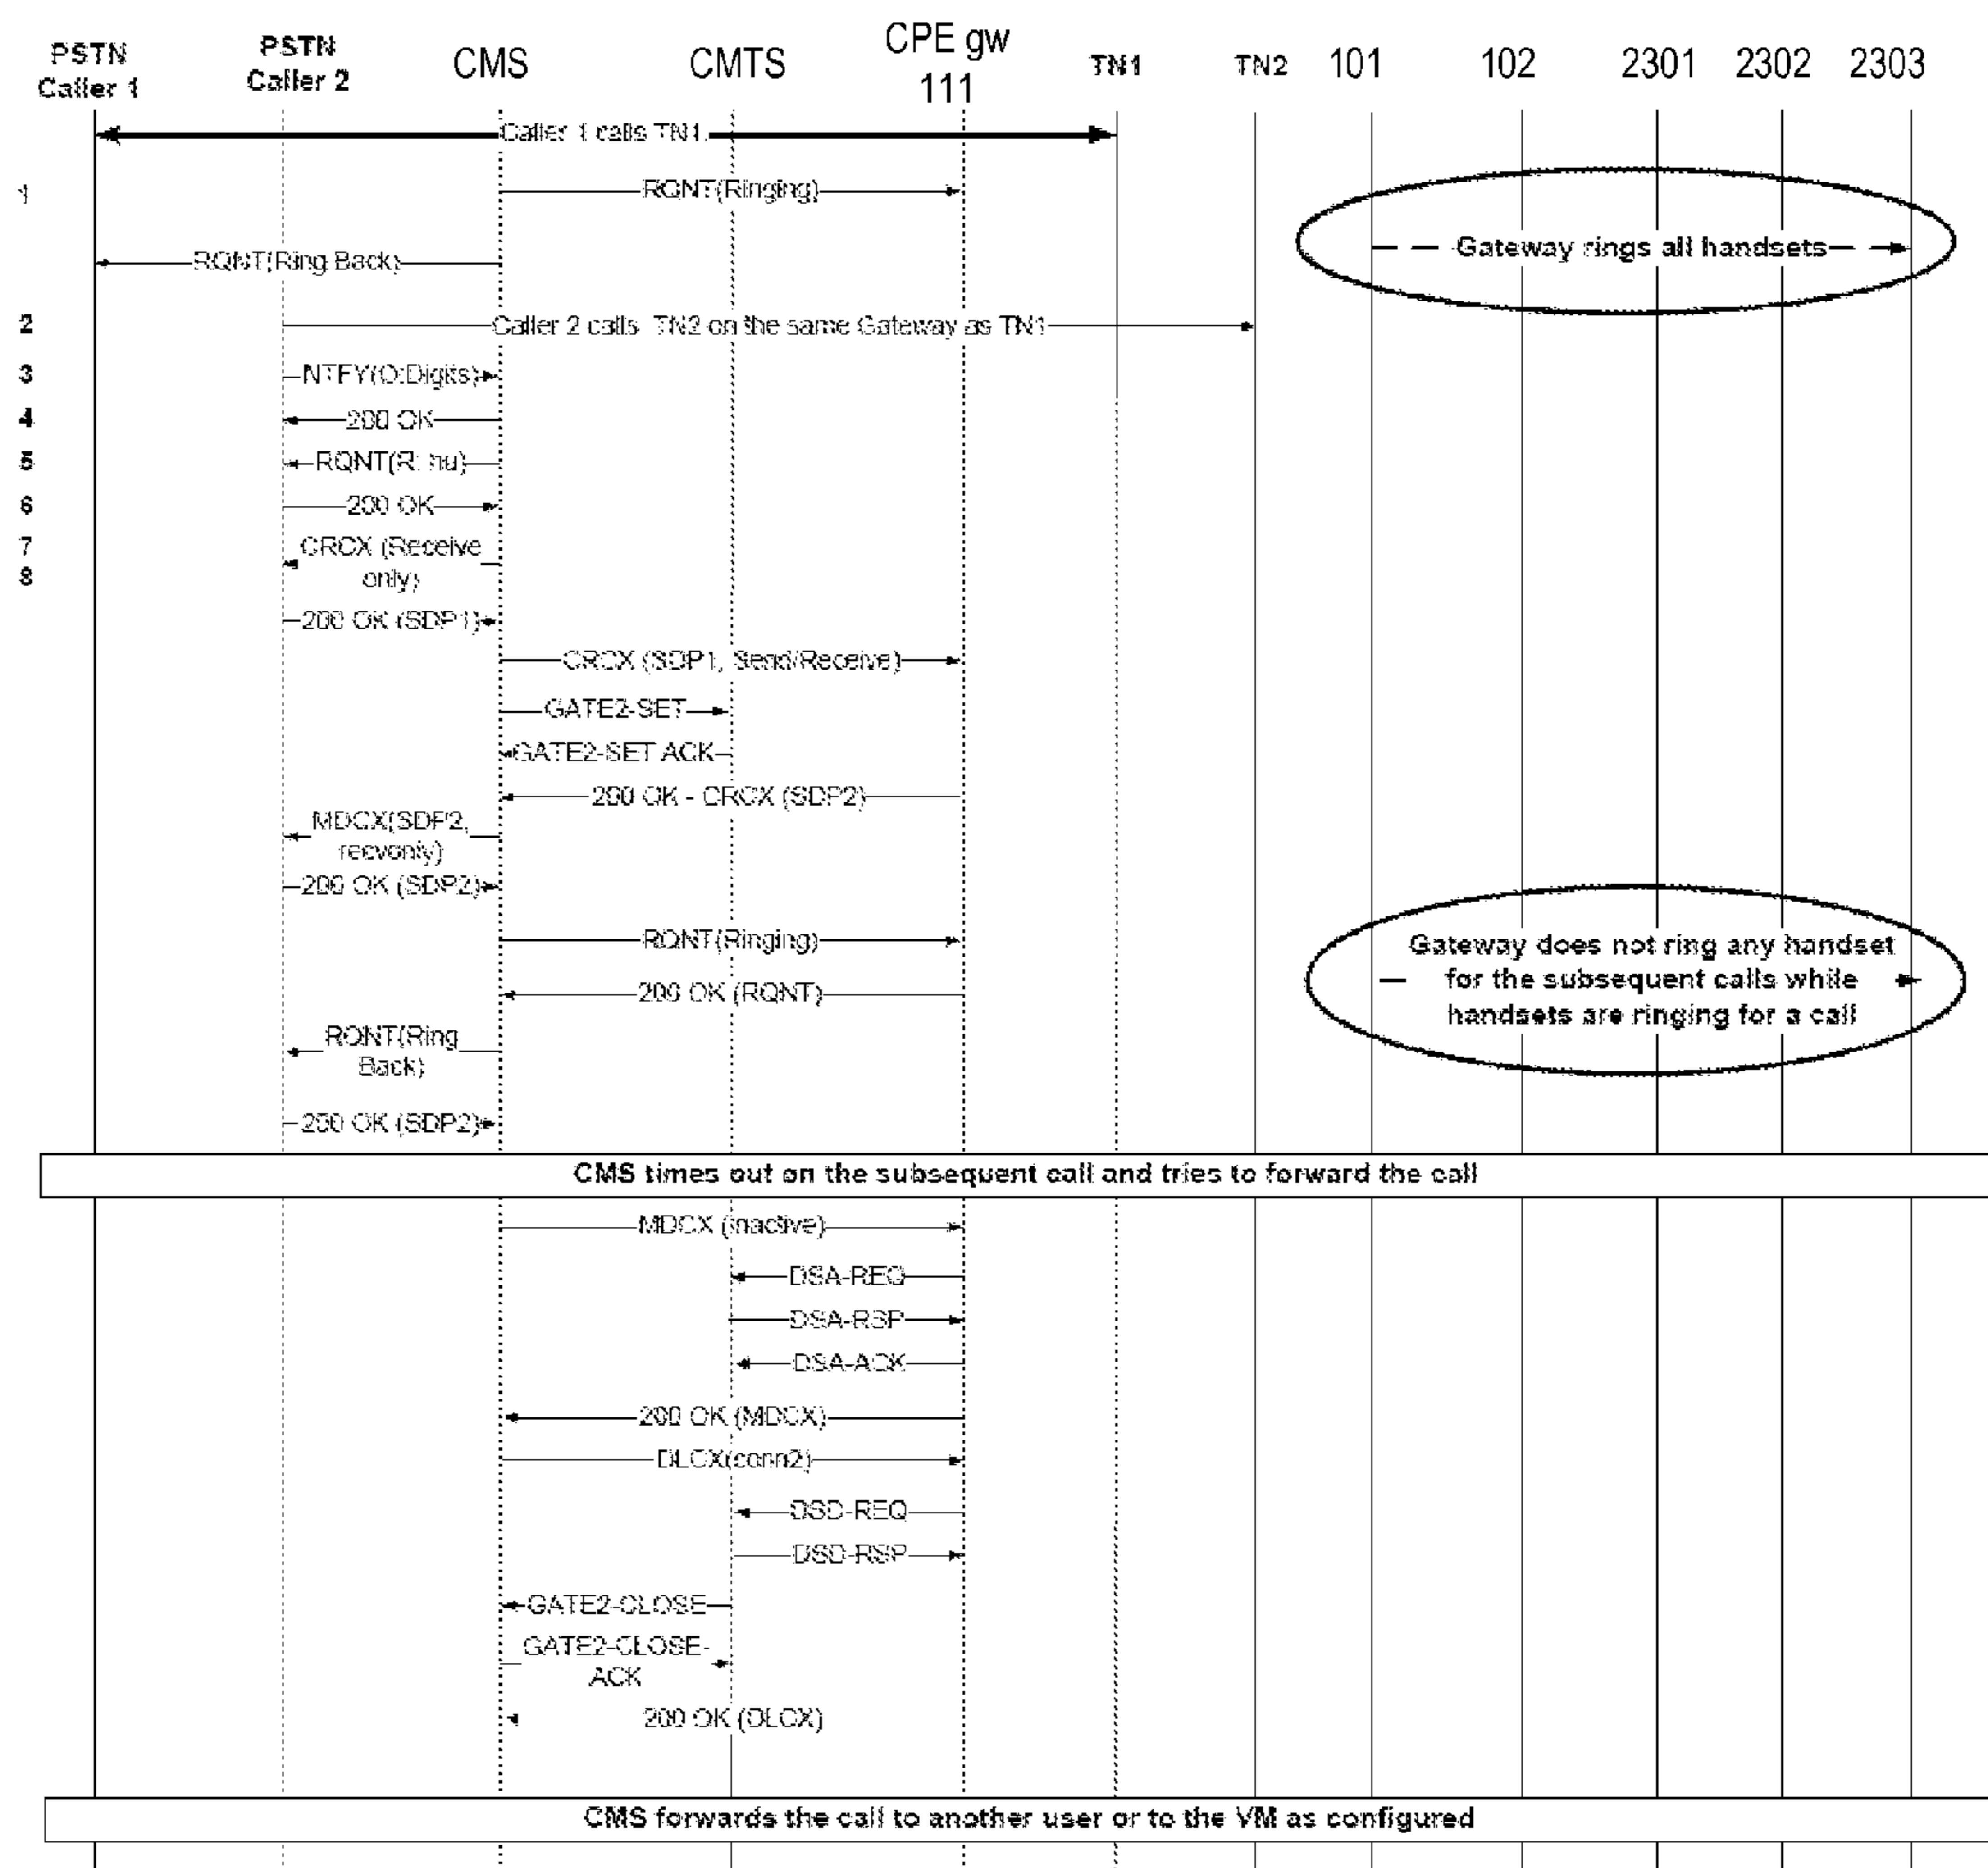 PSTN
Caller 1
PSTN
Caller 2
CMS
CMTS
CPE gw
111
TN1
TN2
101
102
2301
2302
2303
Caller 1 calls TN1.
1
RQNT(Ringing)
Gateway rings all handsets
RQNT(Ring Back)
2
Caller 2 calls TN2 on the same Gateway as TN1
3
NTFY(O:Digits)
4
200 OK
5
RQNT(R: hu)
6
200 OK
7
CRCX (Receive
only)
8
200 OK (SDP1)
CRCX (SDP1, Send/Receive)
GATE2-SET
GATE2-SET ACK
200 OK - CRCX (SDP2)
MDCX(SDP2,
recvonly)
200 OK (SDP2)
RQNT(Ringing)
Gateway does not ring any handset
for the subsequent calls while
handsets are ringing for a call
200 OK (RQNT)
RQNT(Ring
Back)
200 OK (SDP2)
CMS times out on the subsequent call and tries to forward the call
MDCX (inactive)
DSA-REQ
DSA-RSP
DSA-ACK
200 OK (MDCX)
DLCX(conn2)
DSD-REQ
DSD-RSP
GATE2-CLOSE
GATE2-CLOSE-
ACK
200 OK (DLCX)
CMS forwards the call to another user or to the VM as configured